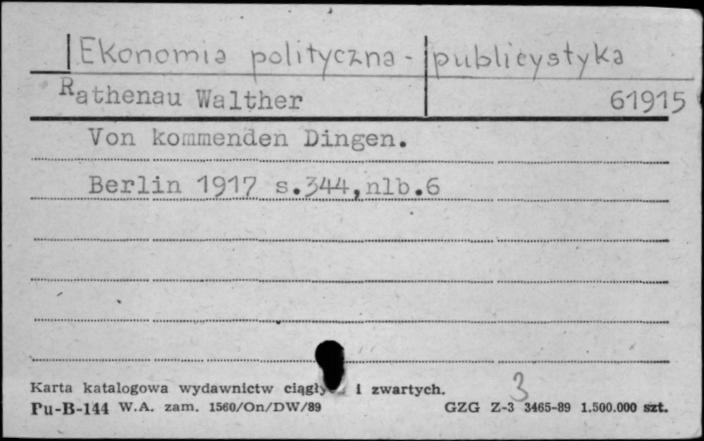 Ekonomia polityczna - publicystyka
Rathenau Walther 61915
Von kommenden Dingen.
Berlin 1917 s.344,nlb.6
3
Karta katalogowa wydawnictw i zwartych.
Pu-B-144 W.A. zam. 1560/On/DW/89 GZG Z-3 3465-89 1.500.000 szt.